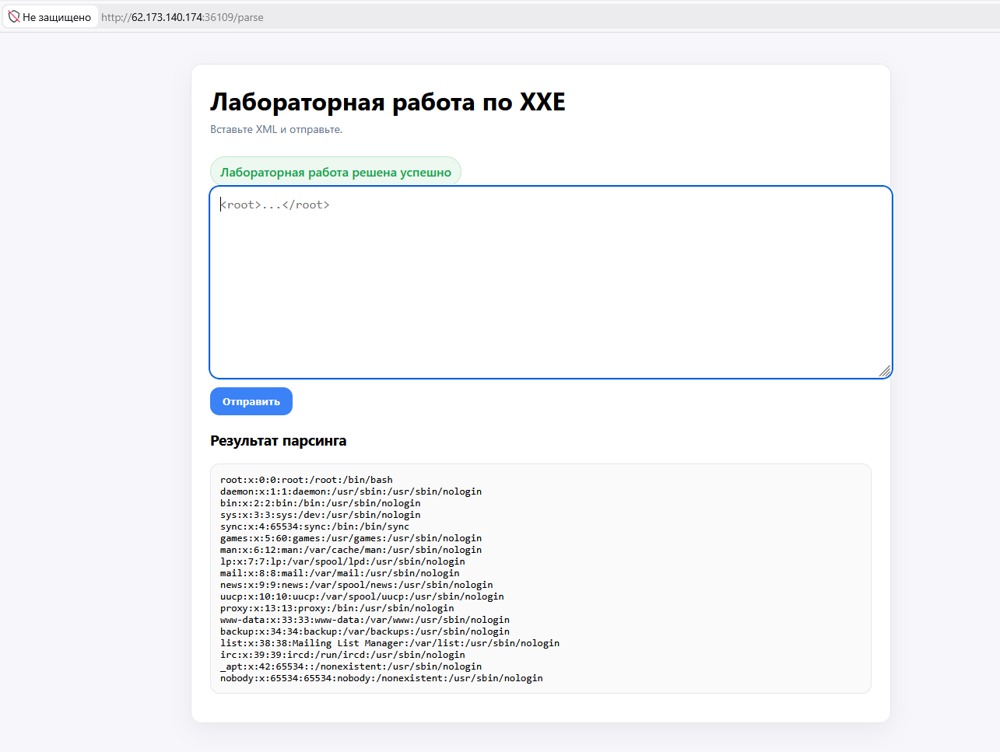 Не защищено http://62.173.140.174:36109/parse
Лабораторная работа по XXE
Вставьте XML и отправьте.
Лабораторная работа решена успешно
<root>...</root>
Отправить
Результат парсинга
root:x:0:0:root:/root:/bin/bash
daemon:x:1:1:daemon:/usr/sbin:/usr/sbin/nologin
bin:x:2:2:bin:/bin:/usr/sbin/nologin
sys:x:3:3:sys:/dev:/usr/sbin/nologin
sync:x:4:65534:sync:/bin:/bin/sync
games:x:5:60:games:/usr/games:/usr/sbin/nologin
man:x:6:12:man:/var/cache/man:/usr/sbin/nologin
lp:x:7:7:lp:/var/spool/lpd:/usr/sbin/nologin
mail:x:8:8:mail:/var/mail:/usr/sbin/nologin
news:x:9:9:news:/var/spool/news:/usr/sbin/nologin
uucp:x:10:10:uucp:/var/spool/uucp:/usr/sbin/nologin
proxy:x:13:13:proxy:/bin:/usr/sbin/nologin
www-data:x:33:33:www-data:/var/www:/usr/sbin/nologin
backup:x:34:34:backup:/var/backups:/usr/sbin/nologin
list:x:38:38:Mailing List Manager:/var/list:/usr/sbin/nologin
irc:x:39:39:ircd:/run/ircd:/usr/sbin/nologin
_apt:x:42:65534::/nonexistent:/usr/sbin/nologin
nobody:x:65534:65534:nobody:/nonexistent:/usr/sbin/nologin